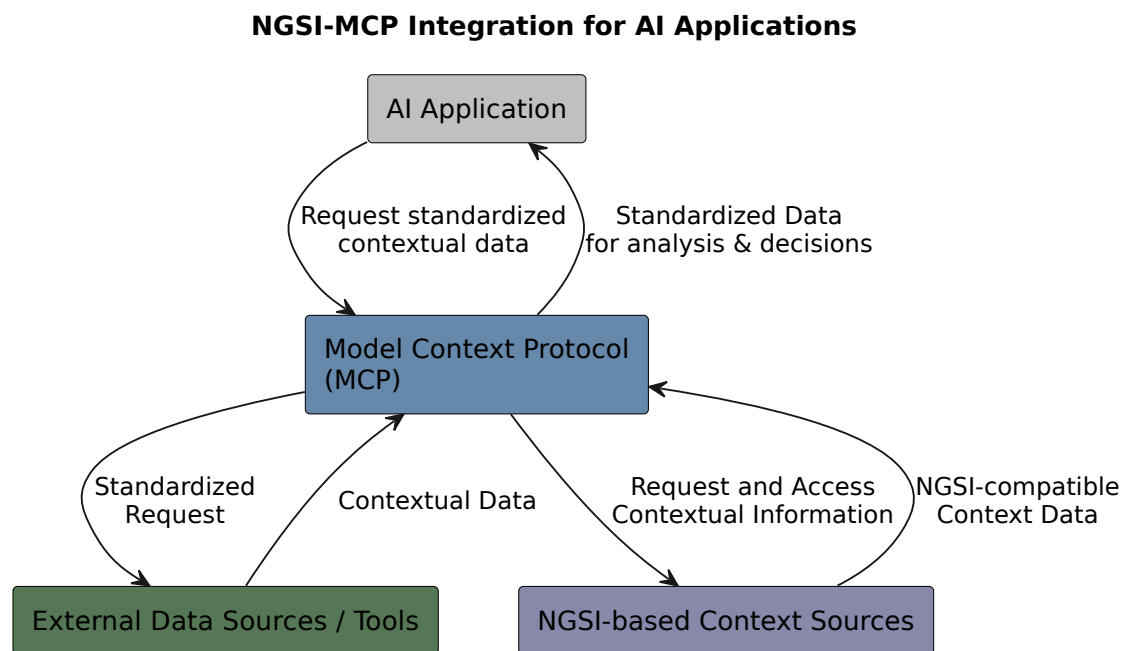 NGSI-MCP Integration for AI Applications
AI Application
Request standardized
contextual data
Standardized Data
for analysis & decisions
Model Context Protocol
(MCP)
Standardized
Request
Contextual Data
Request and Access
Contextual Information
NGSI-compatible
Context Data
External Data Sources / Tools
NGSI-based Context Sources